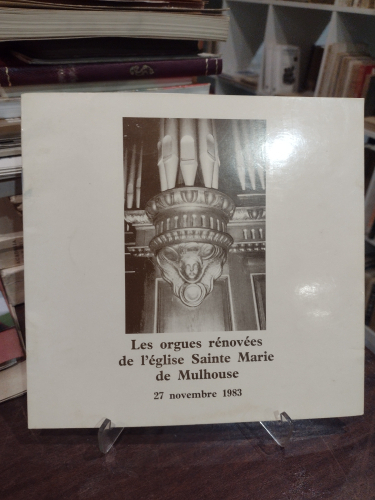 Les orgues rénovées
de l'église Sainte Marie
de Mulhouse
27 novembre 1983